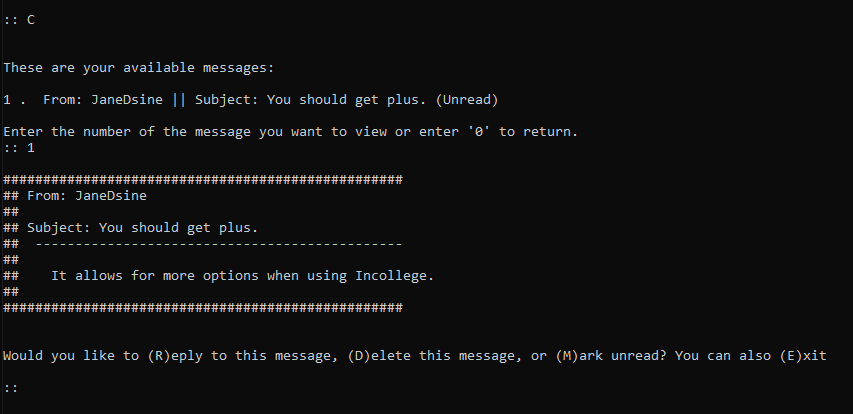 :: C
These are your available messages:
1 .  From: JaneDsine || Subject: You should get plus. (Unread)
Enter the number of the message you want to view or enter '0' to return.
:: 1
##################################################
## From: JaneDsine
##
## Subject: You should get plus.
##  ----------------------------------------------
##
##    It allows for more options when using Incollege.
##
##################################################
Would you like to (R)eply to this message, (D)elete this message, or (M)ark unread? You can also (E)xit
::